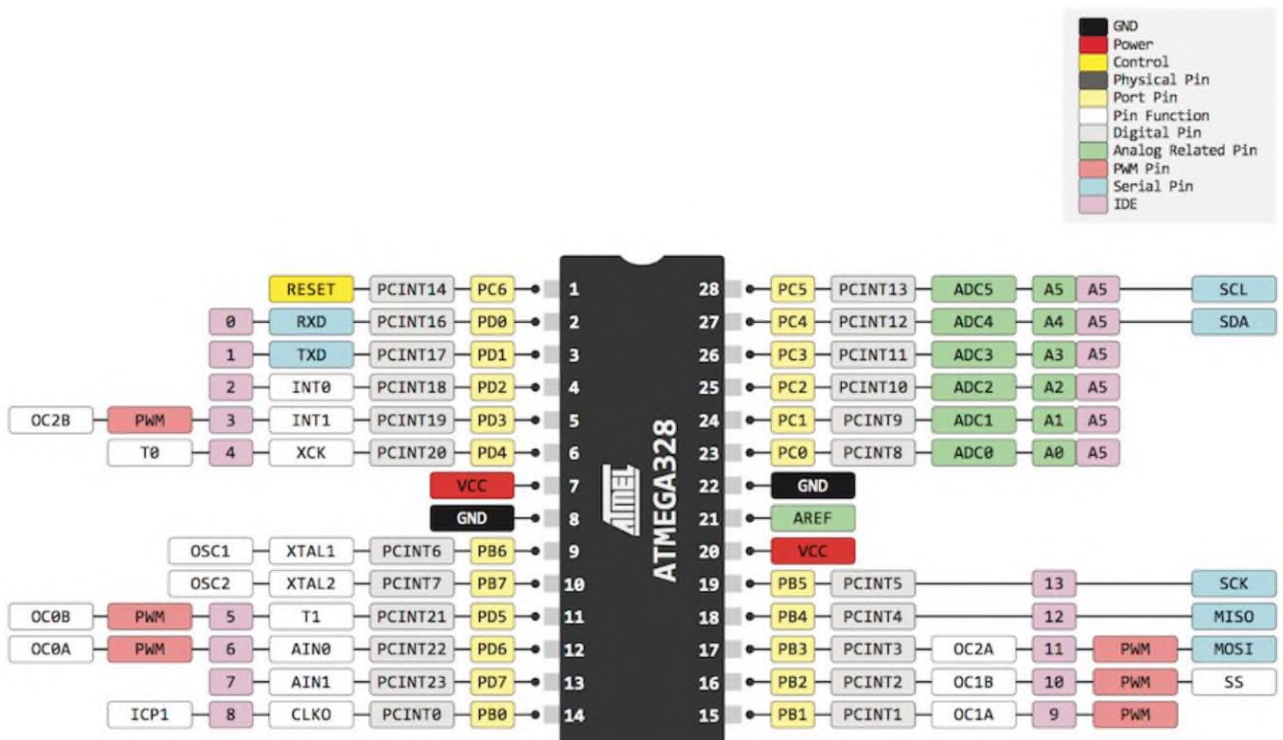 GND
Power
Control
Physical Pin
Port Pin
Pin Function
Digital Pin
Analog Related Pin
PWM Pin
Serial Pin
IDE
RESET PCINT14 PC6 1 28 PC5 PCINT13 ADC5 A5 A5 SCL
0 RXD PCINT16 PD0 2 27 PC4 PCINT12 ADC4 A4 A5 SDA
1 TXD PCINT17 PD1 3 26 PC3 PCINT11 ADC3 A3 A5
2 INT0 PCINT18 PD2 4 25 PC2 PCINT10 ADC2 A2 A5
OC2B PWM 3 INT1 PCINT19 PD3 5 24 PC1 PCINT9 ADC1 A1 A5
T0 4 XCK PCINT20 PD4 6 23 PC0 PCINT8 ADC0 A0 A5
VCC 7 22 GND
GND 8 21 AREF
OSC1 XTAL1 PCINT6 PB6 9 20 VCC
OSC2 XTAL2 PCINT7 PB7 10 19 PB5 PCINT5 13 SCK
OC0B PWM 5 T1 PCINT21 PD5 11 18 PB4 PCINT4 12 MISO
OC0A PWM 6 AIN0 PCINT22 PD6 12 17 PB3 PCINT3 OC2A 11 PWM MOSI
7 AIN1 PCINT23 PD7 13 16 PB2 PCINT2 OC1B 10 PWM SS
ICP1 8 CLKO PCINT0 PB0 14 15 PB1 PCINT1 OC1A 9 PWM
ATMEL
ATMEGA328